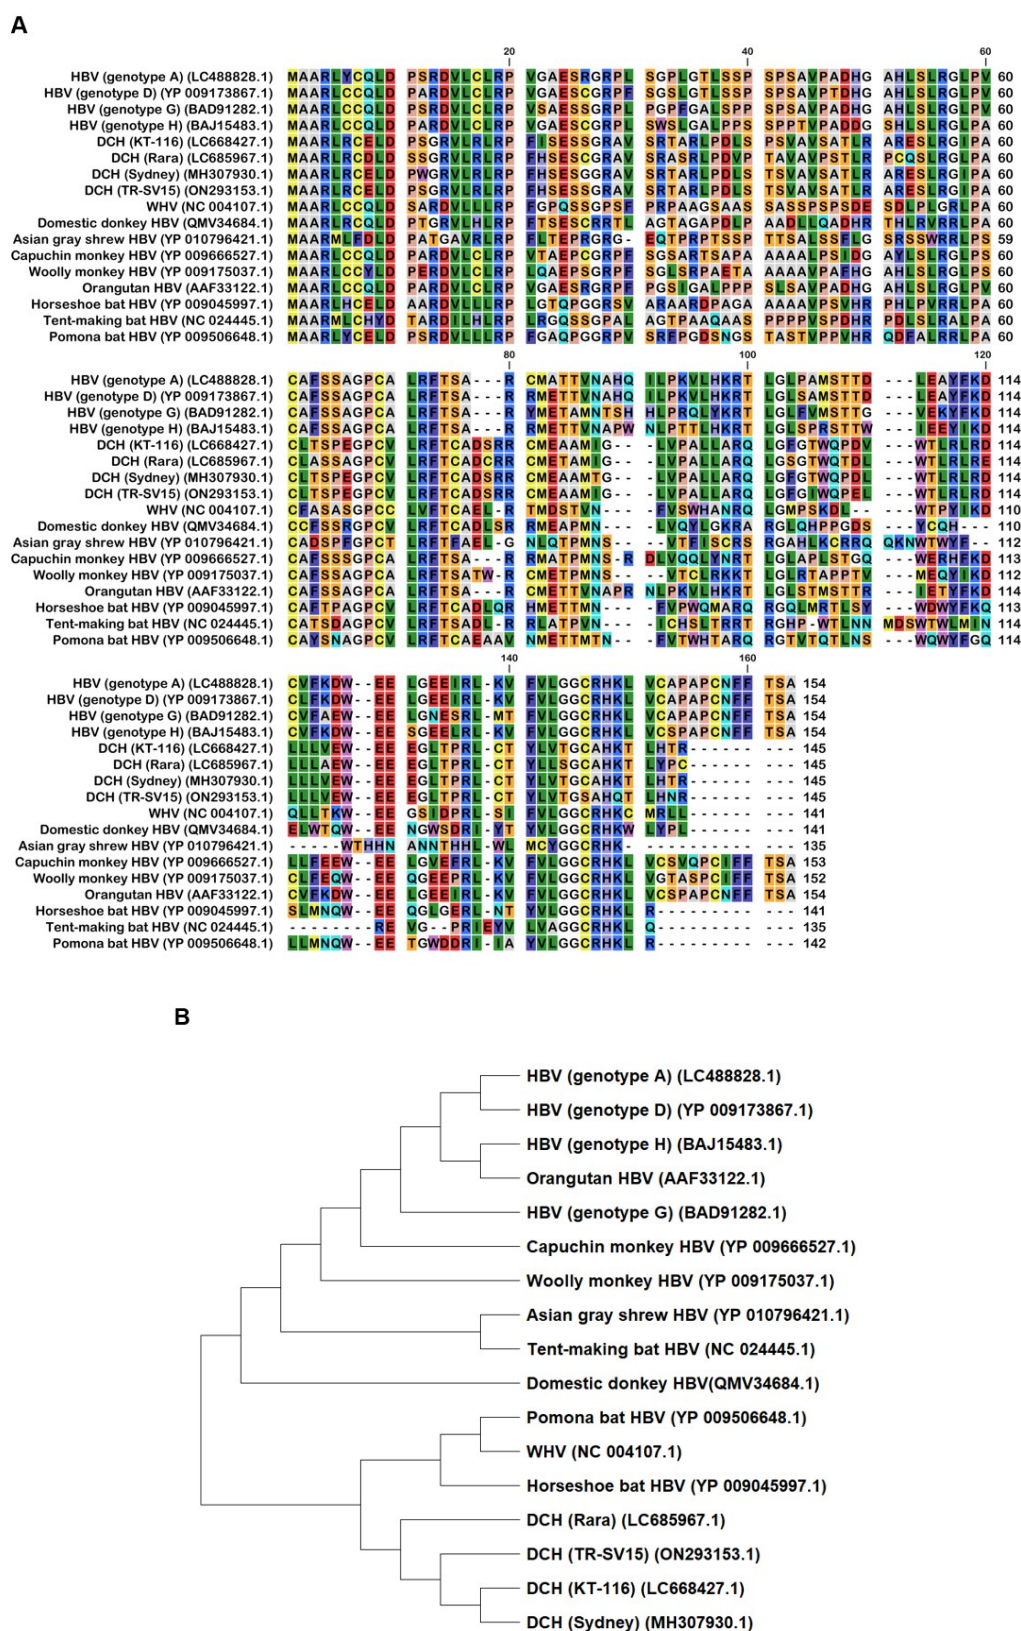 A
20 40 60
HBV (genotype A) (LC488828.1) MAARLYCQLD PSRDVLCLRP VGAESRGRPL SGPLGTLSSP SPSAVPADHG AHLSLRGLPV 60
HBV (genotype D) (YP 009173867.1) MAARLCCQLD PARDVLCLRP VGAESCGRPF SGSLGTLSSP SPSAVPTDHG AHLSLRGLPV 60
HBV (genotype G) (BAD91282.1) MAARLCCQLD PARDVLCLRP VSAESSGRPL PGPFGALSPP SPSAVPADHG SHLSLRGLPV 60
HBV (genotype H) (BAJ15483.1) MAARLCCQLD PARDVLCLRP VGAESCGRPL SWSLGALPPS SPPTVPADDG SHLSLRGLPA 60
DCH (KT-116) (LC668427.1) MAARLRCELD PSGRVLRLRP FISESCGRAV SRTARLPDLS PSVAVSATLR ARESLRGIPA 60
DCH (Rara) (LC685967.1) MAARLRCDLD SSGRVLRLRP FHSESCGRAV SRASRLPDVP TAVAVPSTLR PCQSLRGLPA 60
DCH (Sydney) (MH307930.1) MAARLRCELD PWGRVLRLRP FHSESGGRAV SRTARLPDLS TSVAVPSTLR ARESLRGLPA 60
DCH (TR-SV15) (ON293153.1) MAARLRCELD PSGRVLRLRP FHSESGGRAV SRTARLPDLS TSVAVSATLR ARESLRGIPA 60
WHV (NC 004107.1) MAARLCCQLD SARDVLLLRP FGPQSSGPSF PRPAAGSAAS SASSPSPSDE SDLPLGRLPA 60
Domestic donkey HBV (QMV34684.1) MAARLRCQLD PTGRVLHLRP FTSESCRRTL AGTAGAPDLP AADLLQADHR THLRVRRLPA 60
Asian gray shrew HBV (YP 010796421.1) MAARMLFDLD PATGAVRLRP FLTEPRGRG- EQTPRPTSSP TTSALSSFLG SRSSWRRLPS 59
Capuchin monkey HBV (YP 009666527.1) MAARLCCQLD PARDVLCLRP VTAEPCGRPF SGSARTSAPA AAAALPSIDG AYLSLRGLPS 60
Woolly monkey HBV (YP 009175037.1) MAARLCCYLD PERDVLCLRP LQAEPSGRPF SGLSRPAETA AAAAVPAFHG AHLSLRGLPS 60
Orangutan HBV (AAF33122.1) MAARLCCQLD PARDVLCLRP VGAESRGRPF PGSIGALPPP SLSAVPADHG AHLSLRGLPV 60
Horseshoe bat HBV (YP 009045997.1) MAARLHCELD AARDVLLLRP LGTQPGGRSV ARAARDPAGA AAAAVPSVHR PHLPVRRLPA 60
Tent-making bat HBV (NC 024445.1) MAARMLCHYD TARDILHLRP LRGQSSGPAL AGTPAAQAAS PPPPVSPDHR PDLSLRALPA 60
Pomona bat HBV (YP 009506648.1) MAARLYCELD PSRDVLLLRP FGAQPGGRPV SRFPGDSNGS TASTVPPVHR QDFALRRLPA 60
80 100 120
HBV (genotype A) (LC488828.1) CAFSSAGPCA LRFTSA---R CMATTVNAHQ ILPKVLHKRT LGLPAMSTTD ----LEAYFKD 114
HBV (genotype D) (YP 009173867.1) CAFSSAGPCA LRFTSA---R RMETTVNAHQ ILPKVLHKRT LGLSAMSTTD ----LEAYFKD 114
HBV (genotype G) (BAD91282.1) CAFSSAGPCA LRFTSA---R YMETAMNTSH HLPRQLYKRT LGLFVMSTTG ----VEKYFKD 114
HBV (genotype H) (BAJ15483.1) CAFSSAGPCA LRFTSA---R RMETTVNAPW NLPTTLHKRT LGLSPRSTTW ----IEEYIKD 114
DCH (KT-116) (LC668427.1) CLTSPEGPCV LRFTCADSRR CMEAAMIG-- --LVPALLARQ LGFGTWQPDV ----WTLRLRD 114
DCH (Rara) (LC685967.1) CLASSAGPCV LRFTCADCRR CMETAMIG-- --LVPALLARQ LGSGTWQTDL ----WTLRLRE 114
DCH (Sydney) (MH307930.1) CLTSPEGPCV LRFTCADSRR CMEAAMTG-- --LVPALLARQ LGFGIWQTDL ----WTLRLRD 114
DCH (TR-SV15) (ON293153.1) CLTSPEGPCV LRFTCADSRR CMEAAMIG-- --LVPALLARQ LGFGIWQPEL ----WTLRLRD 114
WHV (NC 004107.1) CFASASGPCC LVFTCAEL-R TMDSTVN--- --FVSWHANRQ LGMPSKDL-- ----WTPYIKD 110
Domestic donkey HBV (QMV34684.1) CCFSSRGPCV LRFTCADLSR RMEAPMN--- --LVQYLGKRA RGLQHPPGDS ----YCQH--- 110
Asian gray shrew HBV (YP 010796421.1) CADSPFGPCT LRFTFAEL-G NLQTPMNS-- --VTFISCRS RGAHLKCRRQ QKNWTWYF-- 112
Capuchin monkey HBV (YP 009666527.1) CAFSSSGPCA LRFTSA---R RMATPMNS-R DLVQQLYNRT LGLAPLSTGQ ----WERHFKD 113
Woolly monkey HBV (YP 009175037.1) CAFSSAGPCA LRFTSATW-R CMETPMNS-- --VTCLRKKT LGLRTAPPTV ----MEQYIKD 112
Orangutan HBV (AAF33122.1) CAFSSAGPCA LRFTSA---R CMETTVNAPR NLPKVLHKRT LGLSTMSTTR ----IETYFKD 114
Horseshoe bat HBV (YP 009045997.1) CAFTPAGPCV LRFTCADLQR HMETTMN--- --FVPWQMARQ RGQLMRTLSY ----WDWYFKQ 113
Tent-making bat HBV (NC 024445.1) CATSDAGPCV LRFTSADL-R RLATPVN--- --ICHSLTRRT RGHP-WTLNN MDSWTWLMIN 114
Pomona bat HBV (YP 009506648.1) CAYSNAGPCV LRFTCAEAAV NMETTMTN-- --FVTWHTARQ RGTVTQTLNS ----WQWYFGQ 114
140 160
HBV (genotype A) (LC488828.1) CVFKDW--EE LGEEIRL-KV FVLGGCRHKL VCAPAPCNFF TSA 154
HBV (genotype D) (YP 009173867.1) CLFKDW--EE LGEEIRL-KV FVLGGCRHKL VCAPAPCNFF TSA 154
HBV (genotype G) (BAD91282.1) CVFAEW--EE LGNESRL-MT FVLGGCRHKL VCAPAPCNFF TSA 154
HBV (genotype H) (BAJ15483.1) CVFKDW--EE SGEELRL-KV FVLGGCRHKL VCSPAPCNFF TSA 154
DCH (KT-116) (LC668427.1) LLLVEW--EE EGLTPRL-CT YLVTGCAHKT LHTR------ --- 145
DCH (Rara) (LC685967.1) LLLAEW--EE EGLTPRL-CT YLLSGCAHKT LYPC------ --- 145
DCH (Sydney) (MH307930.1) LLLVEW--EE EGLTPRL-CT YLVTGCAHKT LHTR------ --- 145
DCH (TR-SV15) (ON293153.1) LLLVEW--EE EGLTPRL-CT YLVTGSAHQT LHNR------ --- 145
WHV (NC 004107.1) QLLTKW--EE GSIDPRL-SI FVLGGCRHKC MRLL------ --- 141
Domestic donkey HBV (QMV34684.1) ELWTQW--EE NGWSDRI-YT YVLGGCRHKW LYPL------ --- 141
Asian gray shrew HBV (YP 010796421.1) -----WTHHN ANNTHHL-WL MCYGGCRHK- ---------- --- 135
Capuchin monkey HBV (YP 009666527.1) LLFEEW--EE LGVEFRL-KV FVLGGCRHKL VCSVQPCIFF TSA 153
Woolly monkey HBV (YP 009175037.1) CLFEQW--EE QGEEPRL-KV FVLGGCRHKL VGTASPCIFF TSA 152
Orangutan HBV (AAF33122.1) CVFKDW--EE LGEEIRL-KV FVLGGCRHKL VCSPAPCNFF TSA 154
Horseshoe bat HBV (YP 009045997.1) SLMNQW--EE QGLGERL-NT YVLGGCRHKL R--------- --- 141
Tent-making bat HBV (NC 024445.1) --------RE VG--PRIEYV LVAGGCRHKL Q--------- --- 135
Pomona bat HBV (YP 009506648.1) LLMNQW--EE TGWDDRI-IA YVLGGCRHKL R--------- --- 142
B
HBV (genotype A) (LC488828.1)
HBV (genotype D) (YP 009173867.1)
HBV (genotype H) (BAJ15483.1)
Orangutan HBV (AAF33122.1)
HBV (genotype G) (BAD91282.1)
Capuchin monkey HBV (YP 009666527.1)
Woolly monkey HBV (YP 009175037.1)
Asian gray shrew HBV (YP 010796421.1)
Tent-making bat HBV (NC 024445.1)
Domestic donkey HBV(QMV34684.1)
Pomona bat HBV (YP 009506648.1)
WHV (NC 004107.1)
Horseshoe bat HBV (YP 009045997.1)
DCH (Rara) (LC685967.1)
DCH (TR-SV15) (ON293153.1)
DCH (KT-116) (LC668427.1)
DCH (Sydney) (MH307930.1)